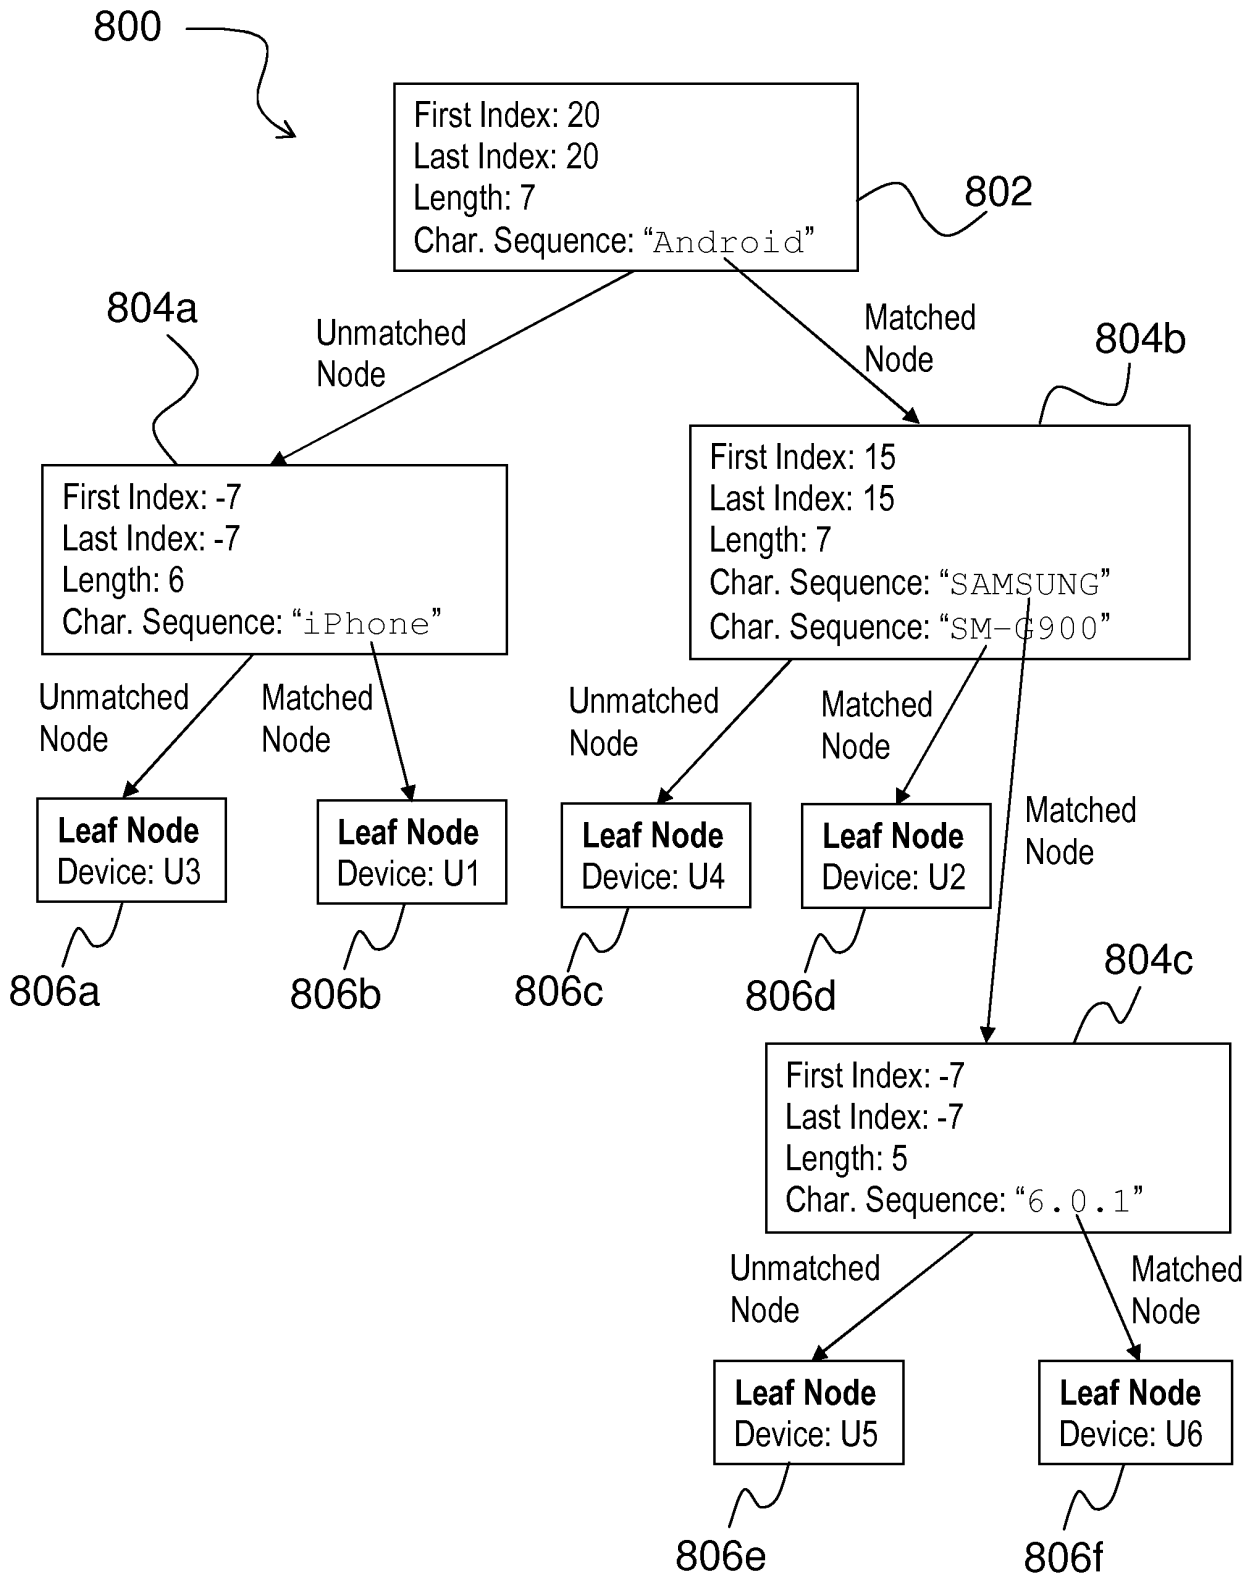 800
First Index: 20
Last Index: 20
Length: 7
Char. Sequence: “Android”
802
804a
Unmatched
Node
Matched
Node
804b
First Index: -7
Last Index: -7
Length: 6
Char. Sequence: “iPhone”
First Index: 15
Last Index: 15
Length: 7
Char. Sequence: “SAMSUNG”
Char. Sequence: “SM-G900”
Unmatched
Node
Matched
Node
Unmatched
Node
Matched
Node
Matched
Node
Leaf Node
Device: U3
Leaf Node
Device: U1
Leaf Node
Device: U4
Leaf Node
Device: U2
806a
806b
806c
806d
804c
First Index: -7
Last Index: -7
Length: 5
Char. Sequence: “6.0.1”
Unmatched
Node
Matched
Node
Leaf Node
Device: U5
Leaf Node
Device: U6
806e
806f